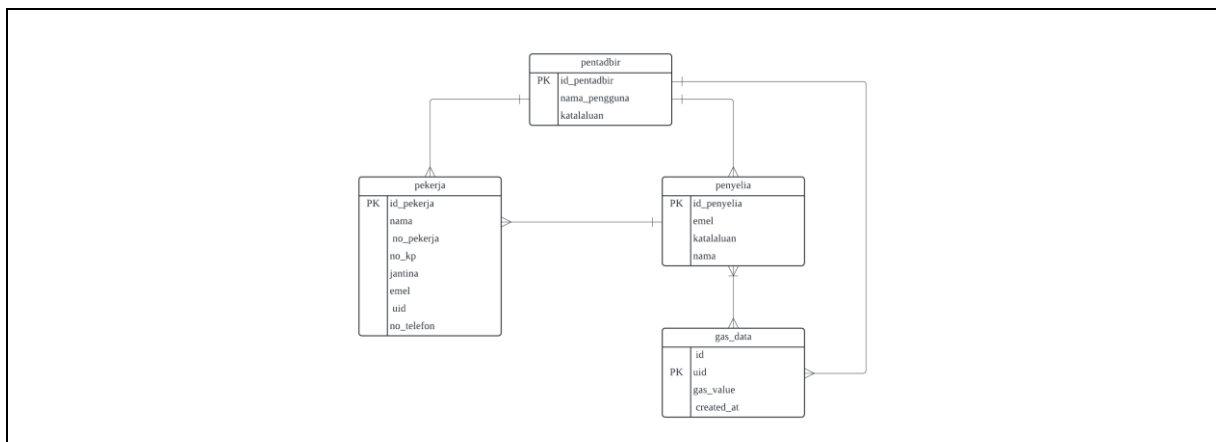 pentadbir
PK id_pentadbir
nama_pengguna
katalaluan
pekerja
PK id_pekerja
nama
no_pekerja
no_kp
jantina
emel
uid
no_telefon
penyelia
PK id_penyelia
emel
katalaluan
nama
gas_data
id
PK uid
gas_value
created_at